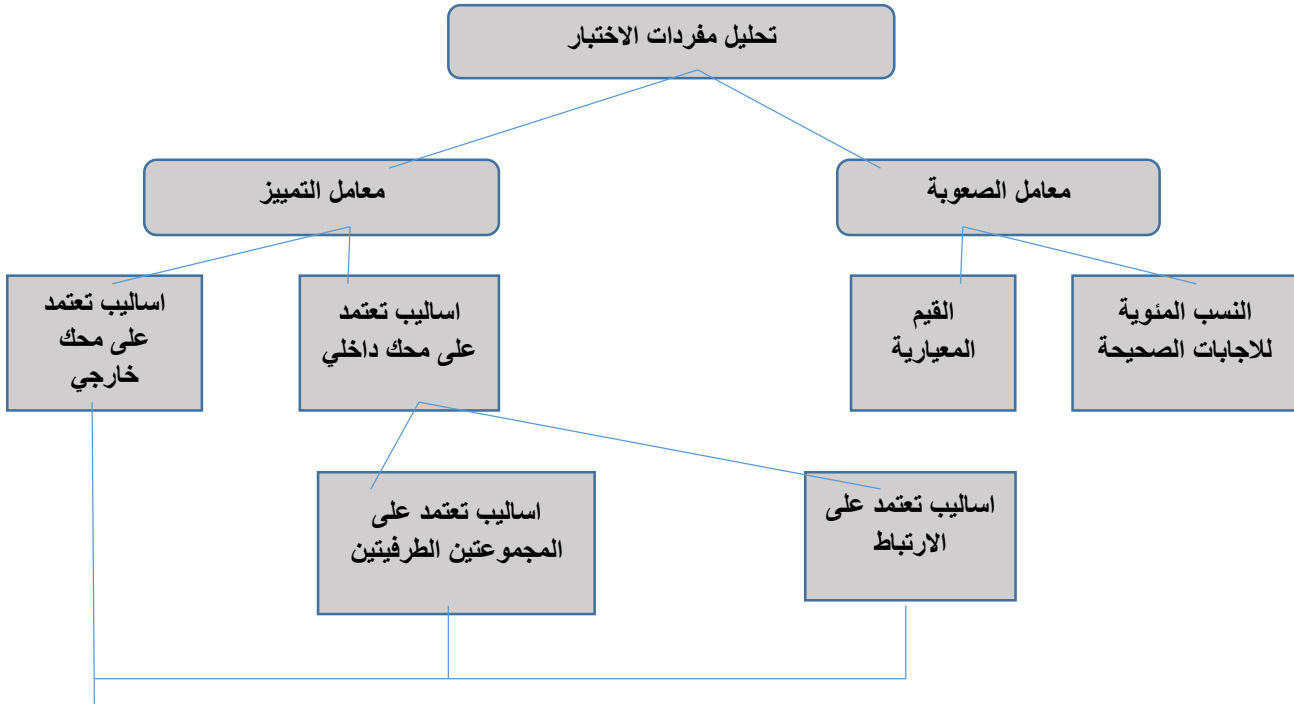 تحليل مفردات الاختبار
معامل الصعوبة
معامل التمييز
النسب المئوية
للاجابات الصحيحة
القيم
المعيارية
اساليب تعتمد
على محك داخلي
اساليب تعتمد
على محك
خارجي
اساليب تعتمد على
الارتباط
اساليب تعتمد على
المجموعتين الطرفيتين